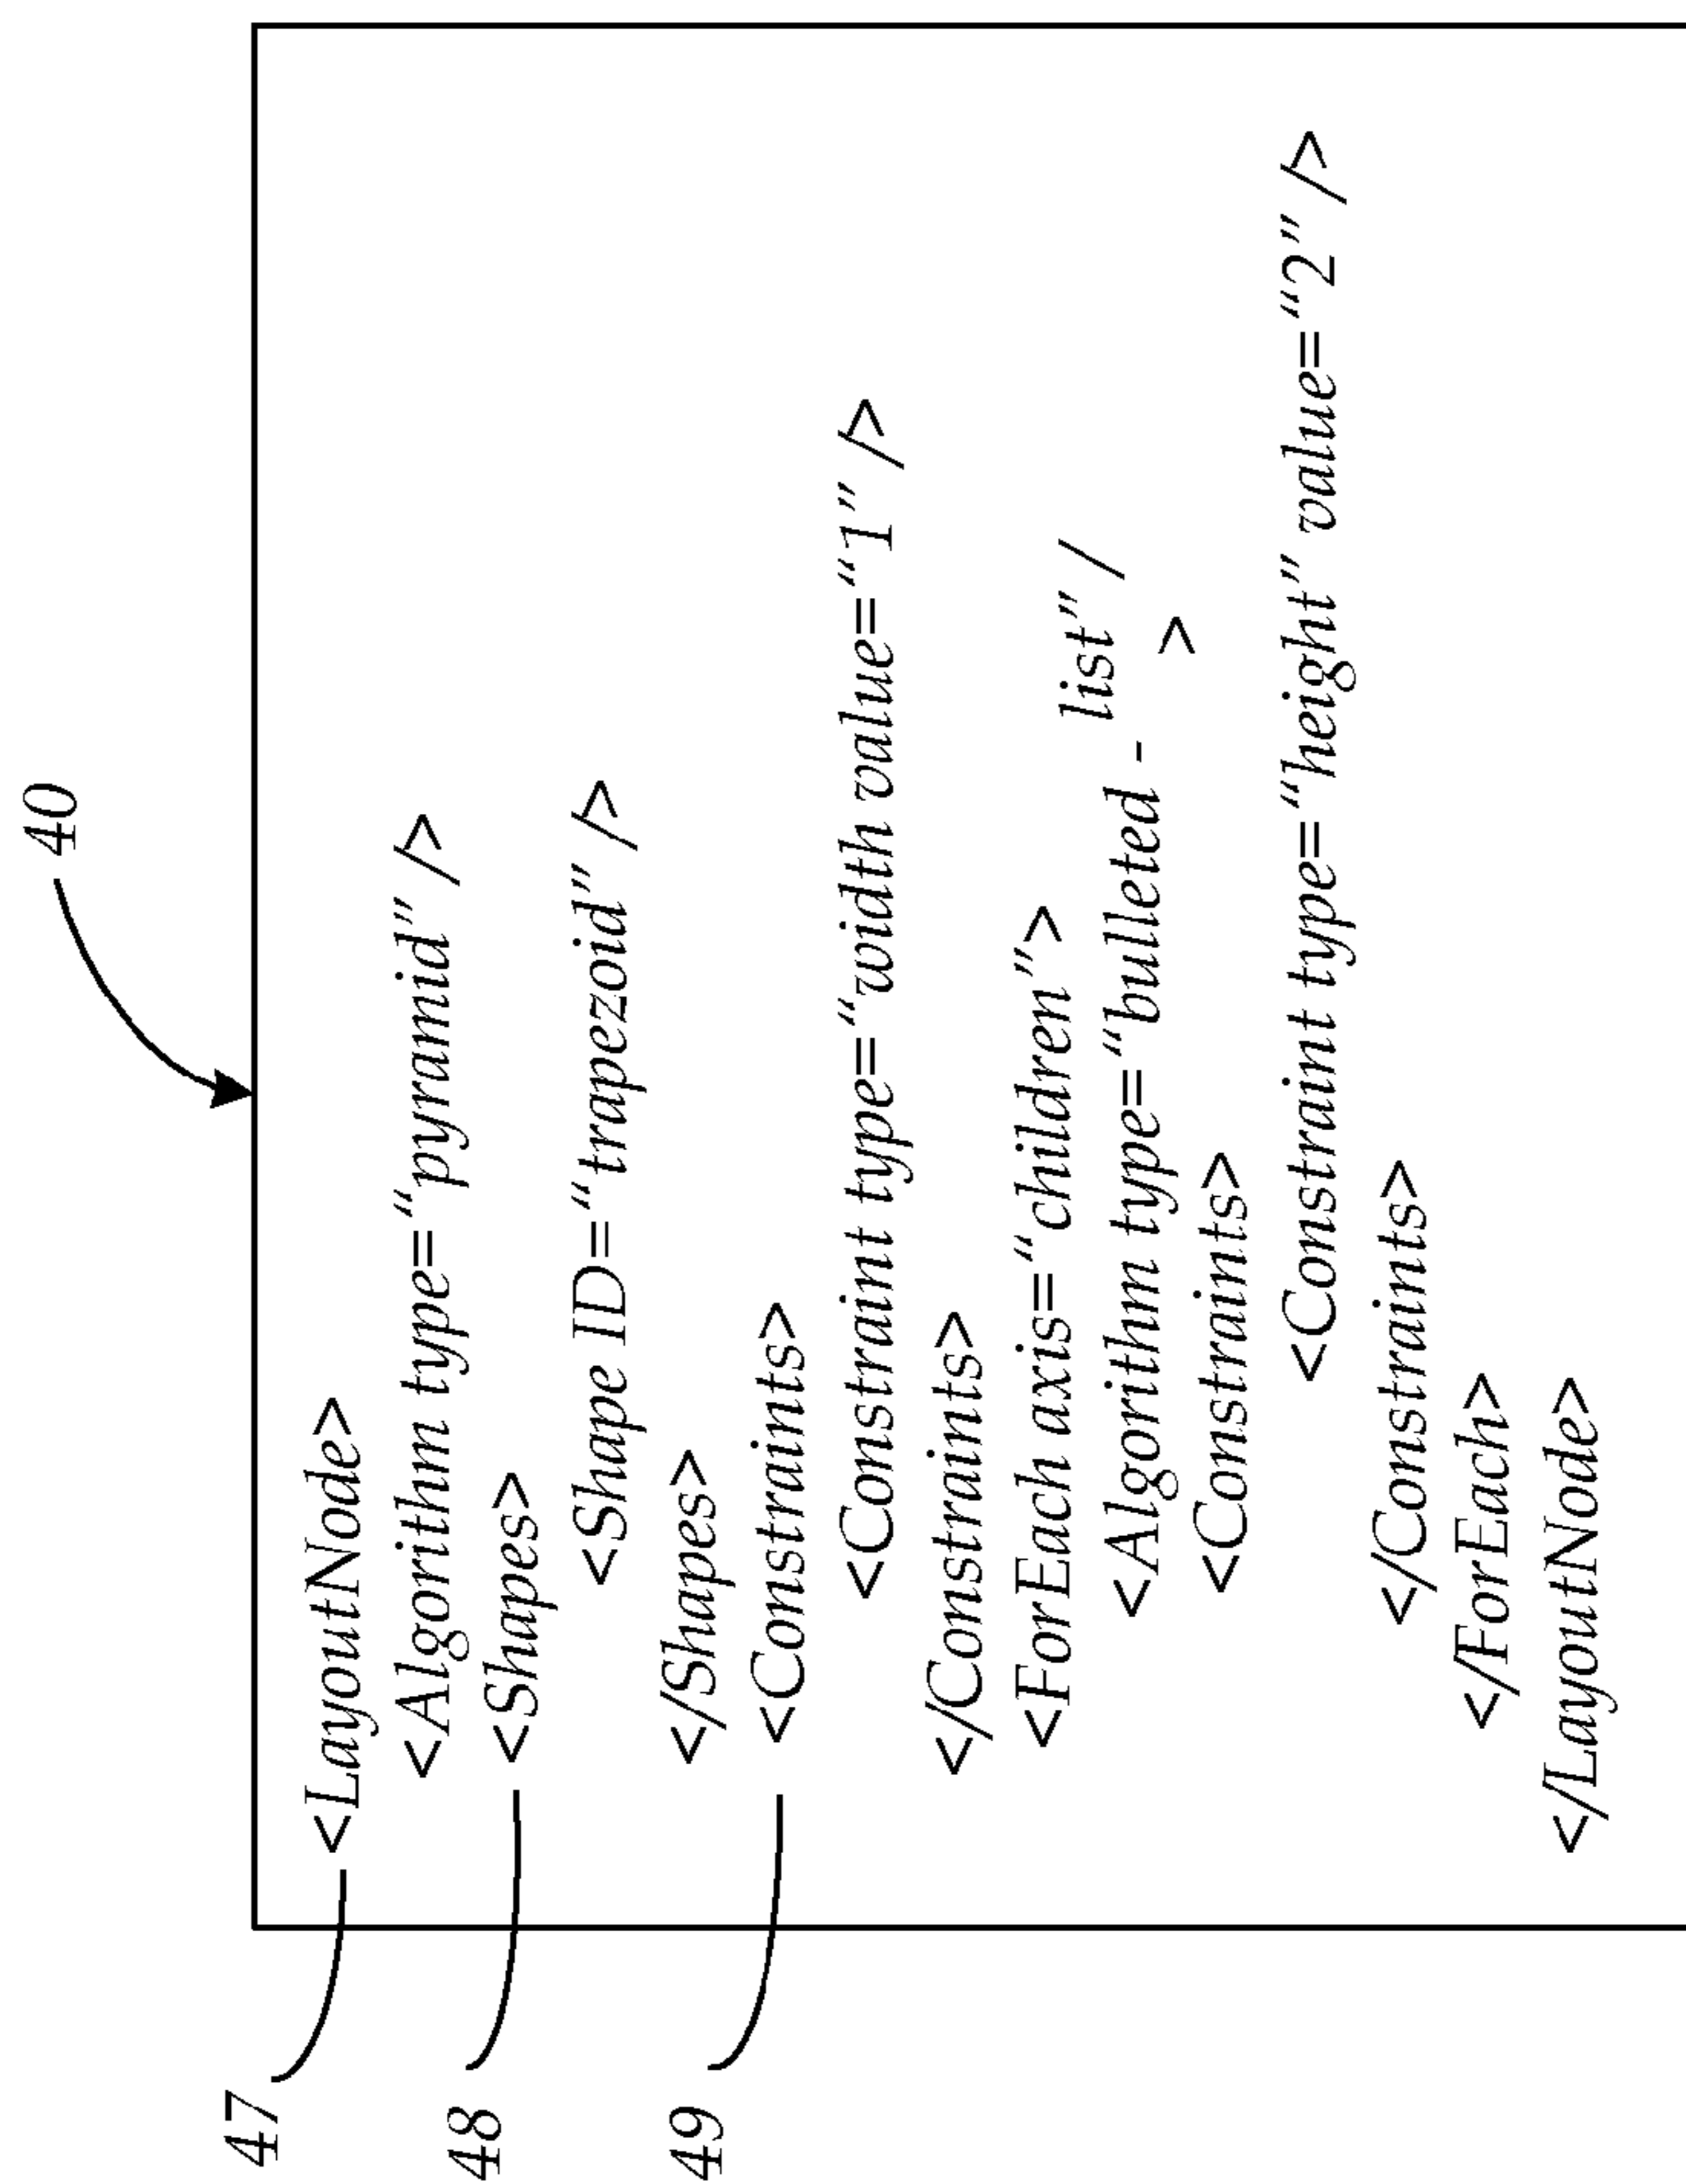 40
47
<LayoutNode>
<Algorithm type=“pyramid” />
48
<Shapes>
<Shape ID=“trapezoid” />
</Shapes>
49
<Constraints>
<Constraint type=“width value=“1” />
</Constraints>
<ForEach axis=“children”>
<Algorithm type=“bulleted - list” /
>
<Constraints>
<Constraint type=“height” value=“2” />
</Constraints>
</ForEach>
</LayoutNode>